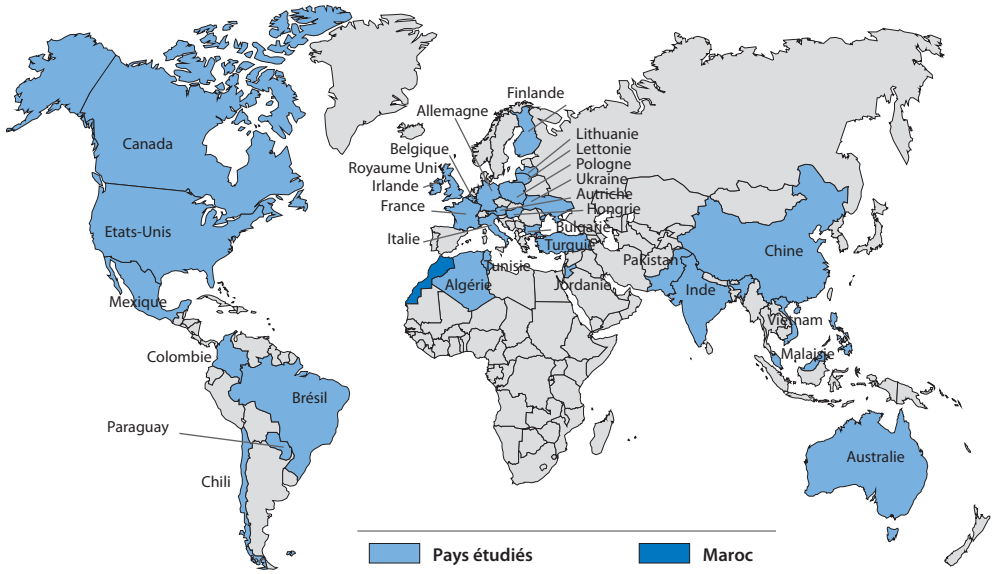 Finlande
Allemagne
Lithuanie
Lettonie
Belgique
Pologne
Canada
Royaume Uni
Ukraine
Irlande
Autriche
France
Hongrie
Bulgarie
Etats-Unis
Italie
Turquie
Chine
Tunisie
Pakistan
Algérie
Jordanie
Inde
Mexique
Vietnam
Colombie
Malaisie
Brésil
Paraguay
Australie
Chili
Pays étudiés
Maroc